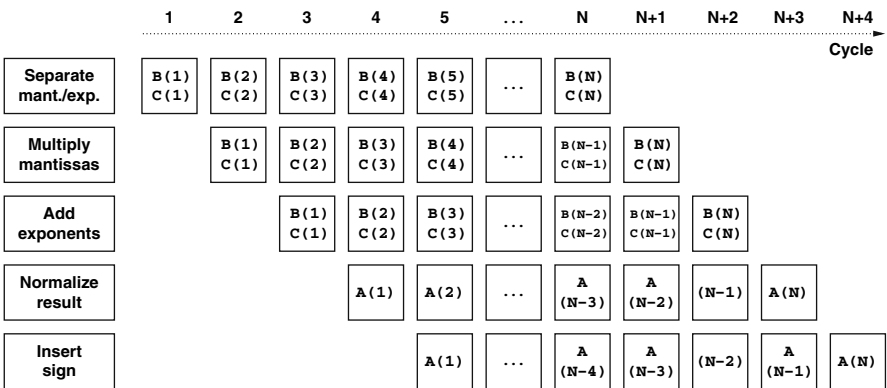 1 2 3 4 5 ... N N+1 N+2 N+3 N+4
Cycle
Separate B(1) B(2) B(3) B(4) B(5) ... B(N)
mant./exp. C(1) C(2) C(3) C(4) C(5) C(N)
Multiply B(1) B(2) B(3) B(4) ... B(N-1) B(N)
mantissas C(1) C(2) C(3) C(4) C(N-1) C(N)
Add B(1) B(2) B(3) ... B(N-2) B(N-1) B(N)
exponents C(1) C(2) C(3) C(N-2) C(N-1) C(N)
Normalize A(1) A(2) ... A A (N-1) A(N)
result (N-3) (N-2)
Insert A(1) ... A A (N-2) A A(N)
sign (N-4) (N-3) (N-1)